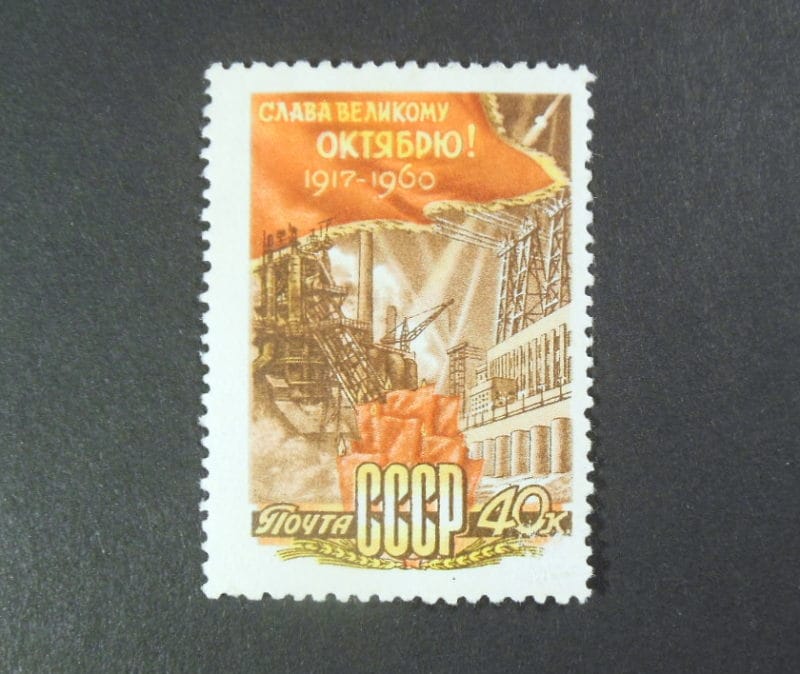 СЛАВА ВЕЛИКОМУ
ОКТЯБРЮ!
1917-1960
ПОЧТА СССР 40К